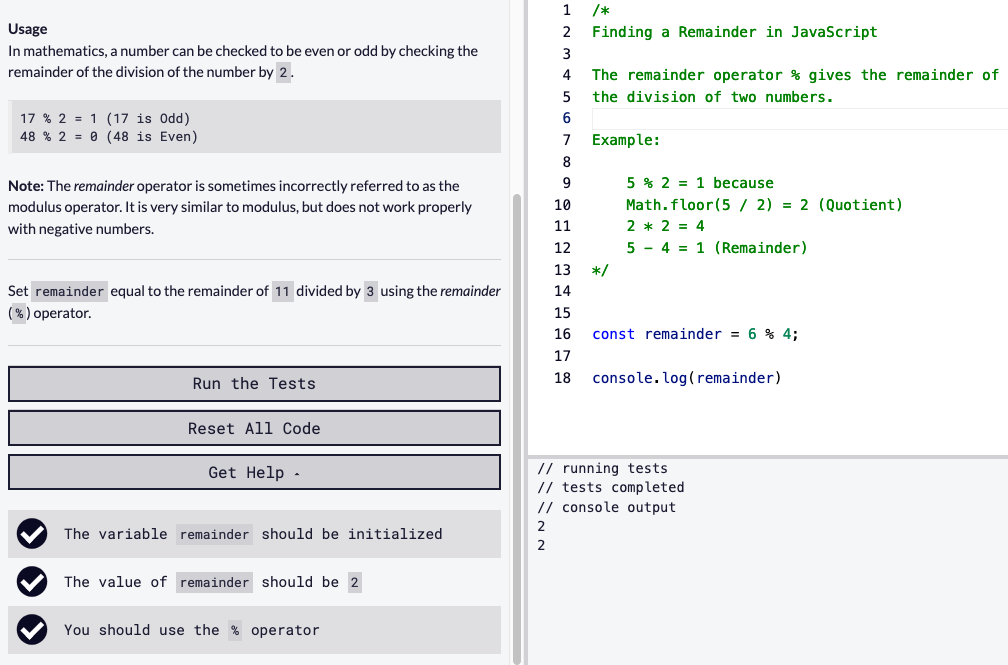 Usage
In mathematics, a number can be checked to be even or odd by checking the
remainder of the division of the number by 2.
17 % 2 = 1 (17 is Odd)
48 % 2 = 0 (48 is Even)
Note: The remainder operator is sometimes incorrectly referred to as the
modulus operator. It is very similar to modulus, but does not work properly
with negative numbers.
Set remainder equal to the remainder of 11 divided by 3 using the remainder
(%) operator.
Run the Tests
Reset All Code
Get Help
The variable remainder should be initialized
The value of remainder should be 2
You should use the % operator
1 /*
2 Finding a Remainder in JavaScript
3
4 The remainder operator % gives the remainder of
5 the division of two numbers.
6
7 Example:
8
9 5 % 2 = 1 because
10 Math.floor(5 / 2) = 2 (Quotient)
11 2 * 2 = 4
12 5 - 4 = 1 (Remainder)
13 */
14
15
16 const remainder = 6 % 4;
17
18 console.log(remainder)
// running tests
// tests completed
// console output
2
2